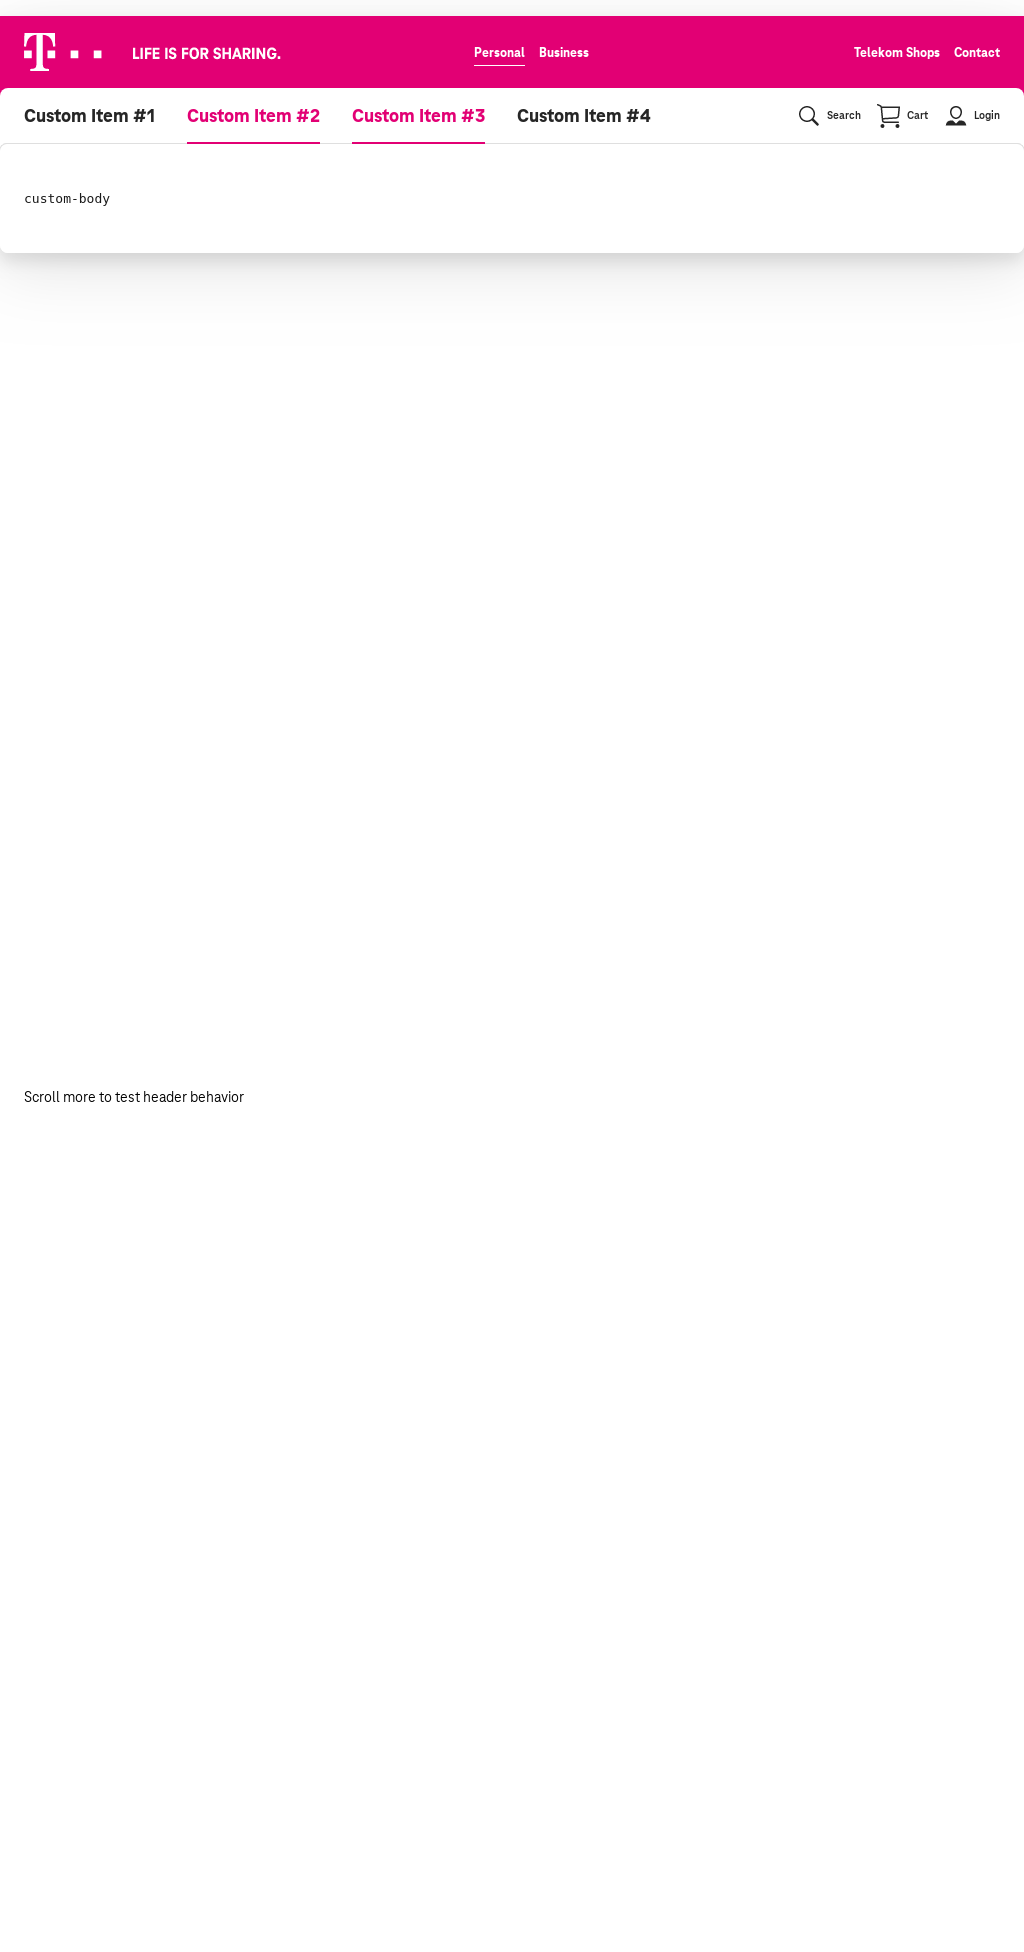 T LIFE IS FOR SHARING. Personal Business Telekom Shops Contact
Custom Item #1 Custom Item #2 Custom Item #3 Custom Item #4 Search Cart Login
custom-body
Scroll more to test header behavior